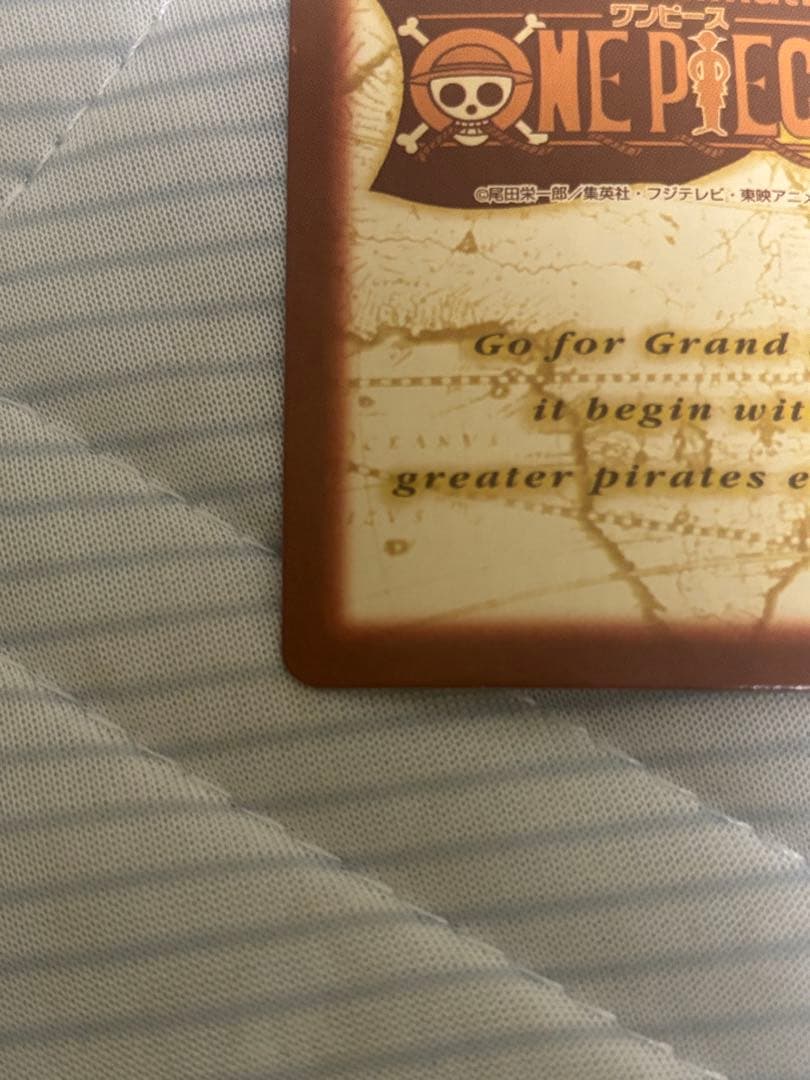 ワンピース
ONE PIEC
©尾田栄一郎／集英社・フジテレビ・東映アニメ
Go for Grand
it begin wit
greater pirates e